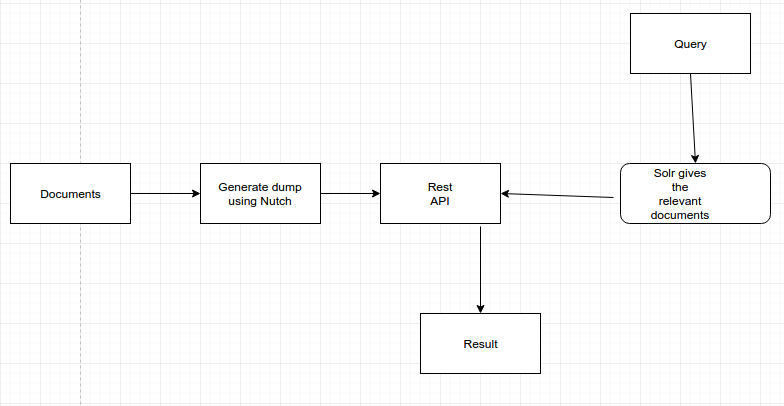 Query
Documents
Generate dump
using Nutch
Rest
API
Solr gives
the
relevant
documents
Result